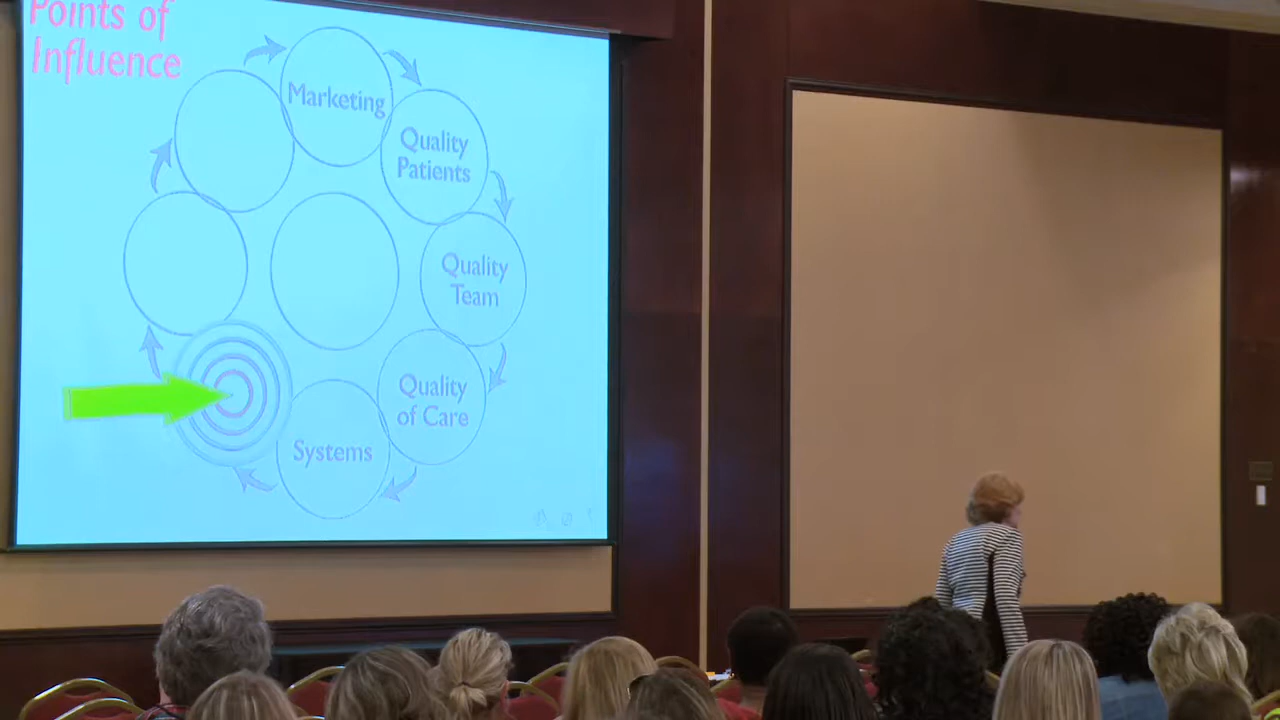 Points of
Influence
Marketing
Quality
Patients
Quality
Team
Quality
of Care
Systems